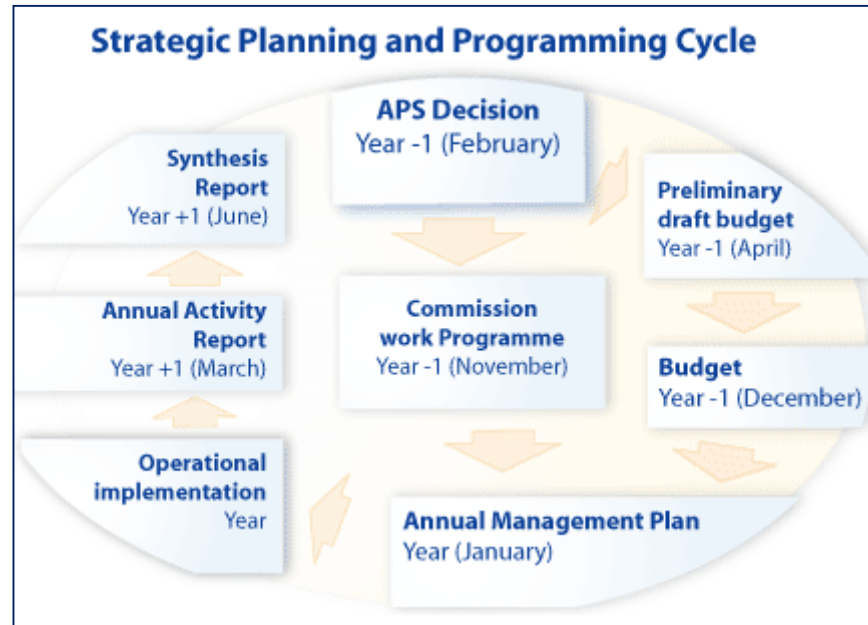 Strategic Planning and Programming Cycle
APS Decision
Year -1 (February)
Synthesis
Report
Year +1 (June)
Preliminary
draft budget
Year -1 (April)
Annual Activity
Report
Year +1 (March)
Commission
work Programme
Year -1 (November)
Budget
Year -1 (December)
Operational
implementation
Year
Annual Management Plan
Year (January)